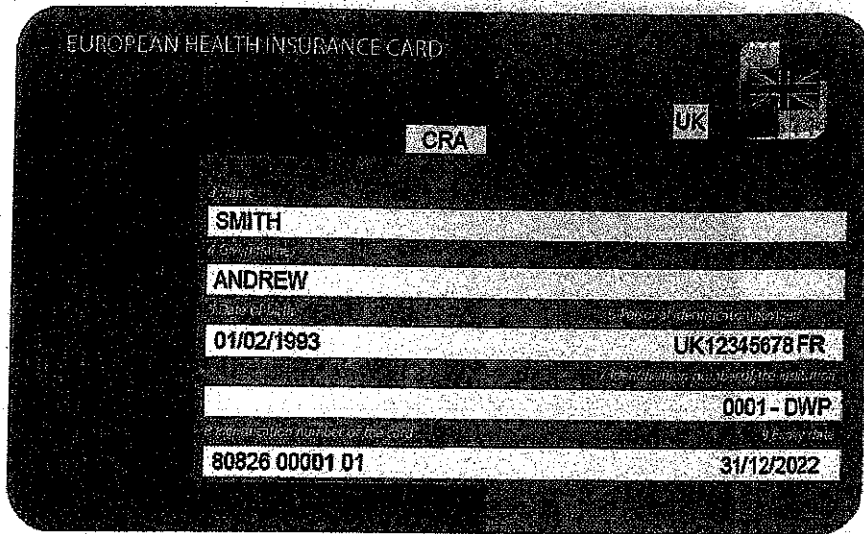 EUROPEAN HEALTH INSURANCE CARD
UK
CRA
SMITH
ANDREW
01/02/1993
UK12345678 FR
0001 - DWP
80826 00001 01
31/12/2022